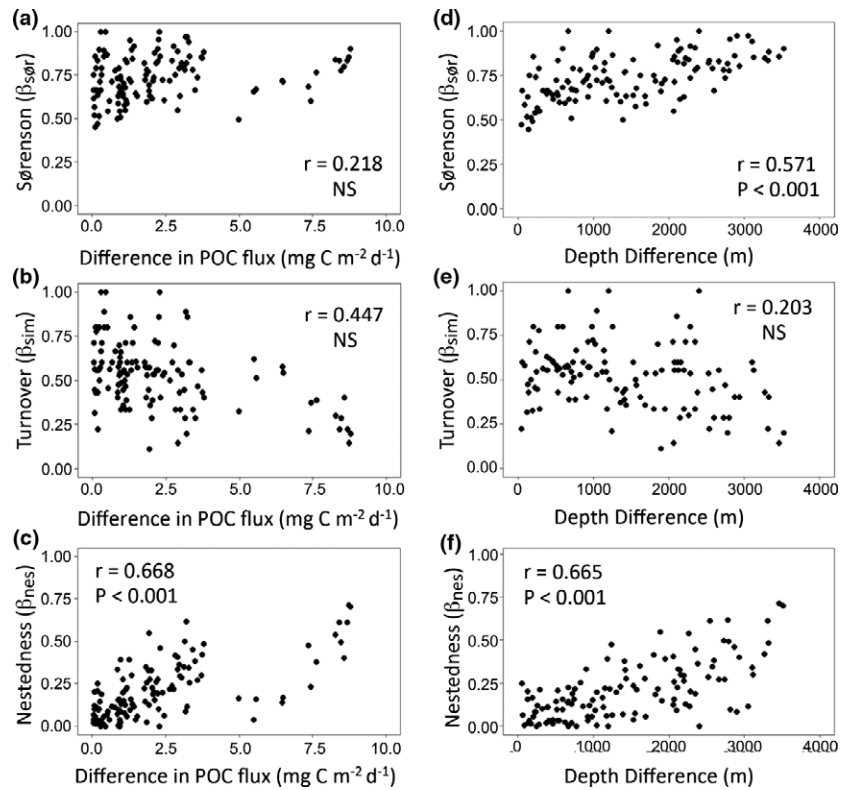 (a)
Sørenson (βsør)
1.00
0.75
0.50
0.25
0.00
r = 0.218
NS
0.0 2.5 5.0 7.5 10.0
Difference in POC flux (mg C m⁻² d⁻¹)
(b)
Turnover (βsim)
1.00
0.75
0.50
0.25
0.00
r = 0.447
NS
0.0 2.5 5.0 7.5 10.0
Difference in POC flux (mg C m⁻² d⁻¹)
(c)
Nestedness (βnes)
1.00
0.75
0.50
0.25
0.00
r = 0.668
P < 0.001
0.0 2.5 5.0 7.5 10.0
Difference in POC flux (mg C m⁻² d⁻¹)
(d)
Sørenson (βsør)
1.00
0.75
0.50
0.25
0.00
r = 0.571
P < 0.001
0 1000 2000 3000 4000
Depth Difference (m)
(e)
Turnover (βsim)
1.00
0.75
0.50
0.25
0.00
r = 0.203
NS
0 1000 2000 3000 4000
Depth Difference (m)
(f)
Nestedness (βnes)
1.00
0.75
0.50
0.25
0.00
r = 0.665
P < 0.001
0 1000 2000 3000 4000
Depth Difference (m)